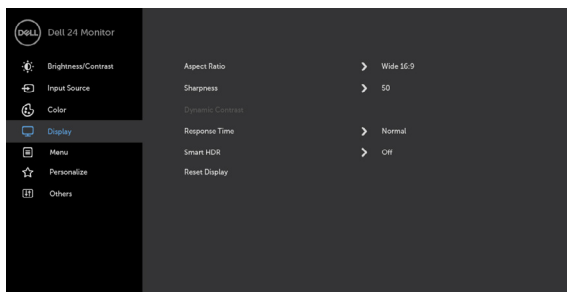 DELL Dell 24 Monitor
Brightness/Contrast
Input Source
Color
Display
Menu
Personalize
Others
Aspect Ratio Wide 16:9
Sharpness 50
Dynamic Contrast
Response Time Normal
Smart HDR Off
Reset Display